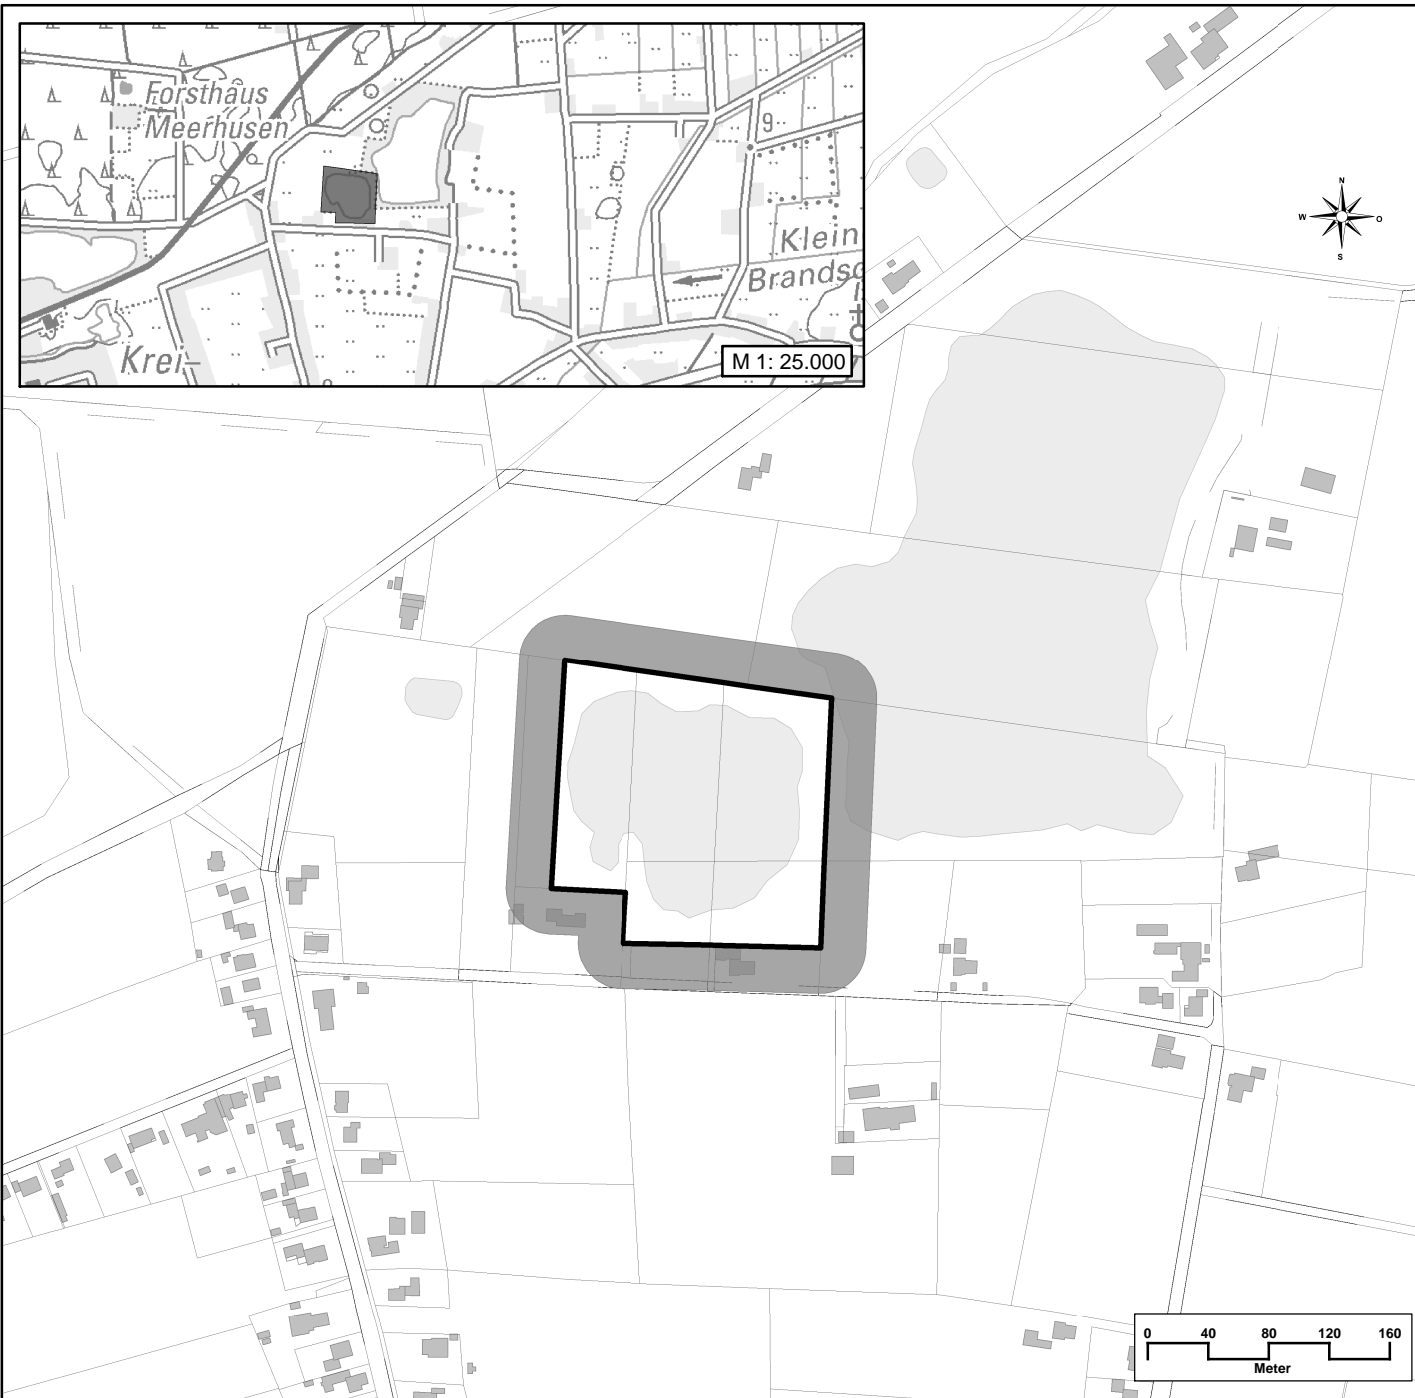 Forsthaus
Meerhusen
9
Klein
Brandsc
Krei-
M 1: 25.000
N
W
O
S
0 40 80 120 160
Meter